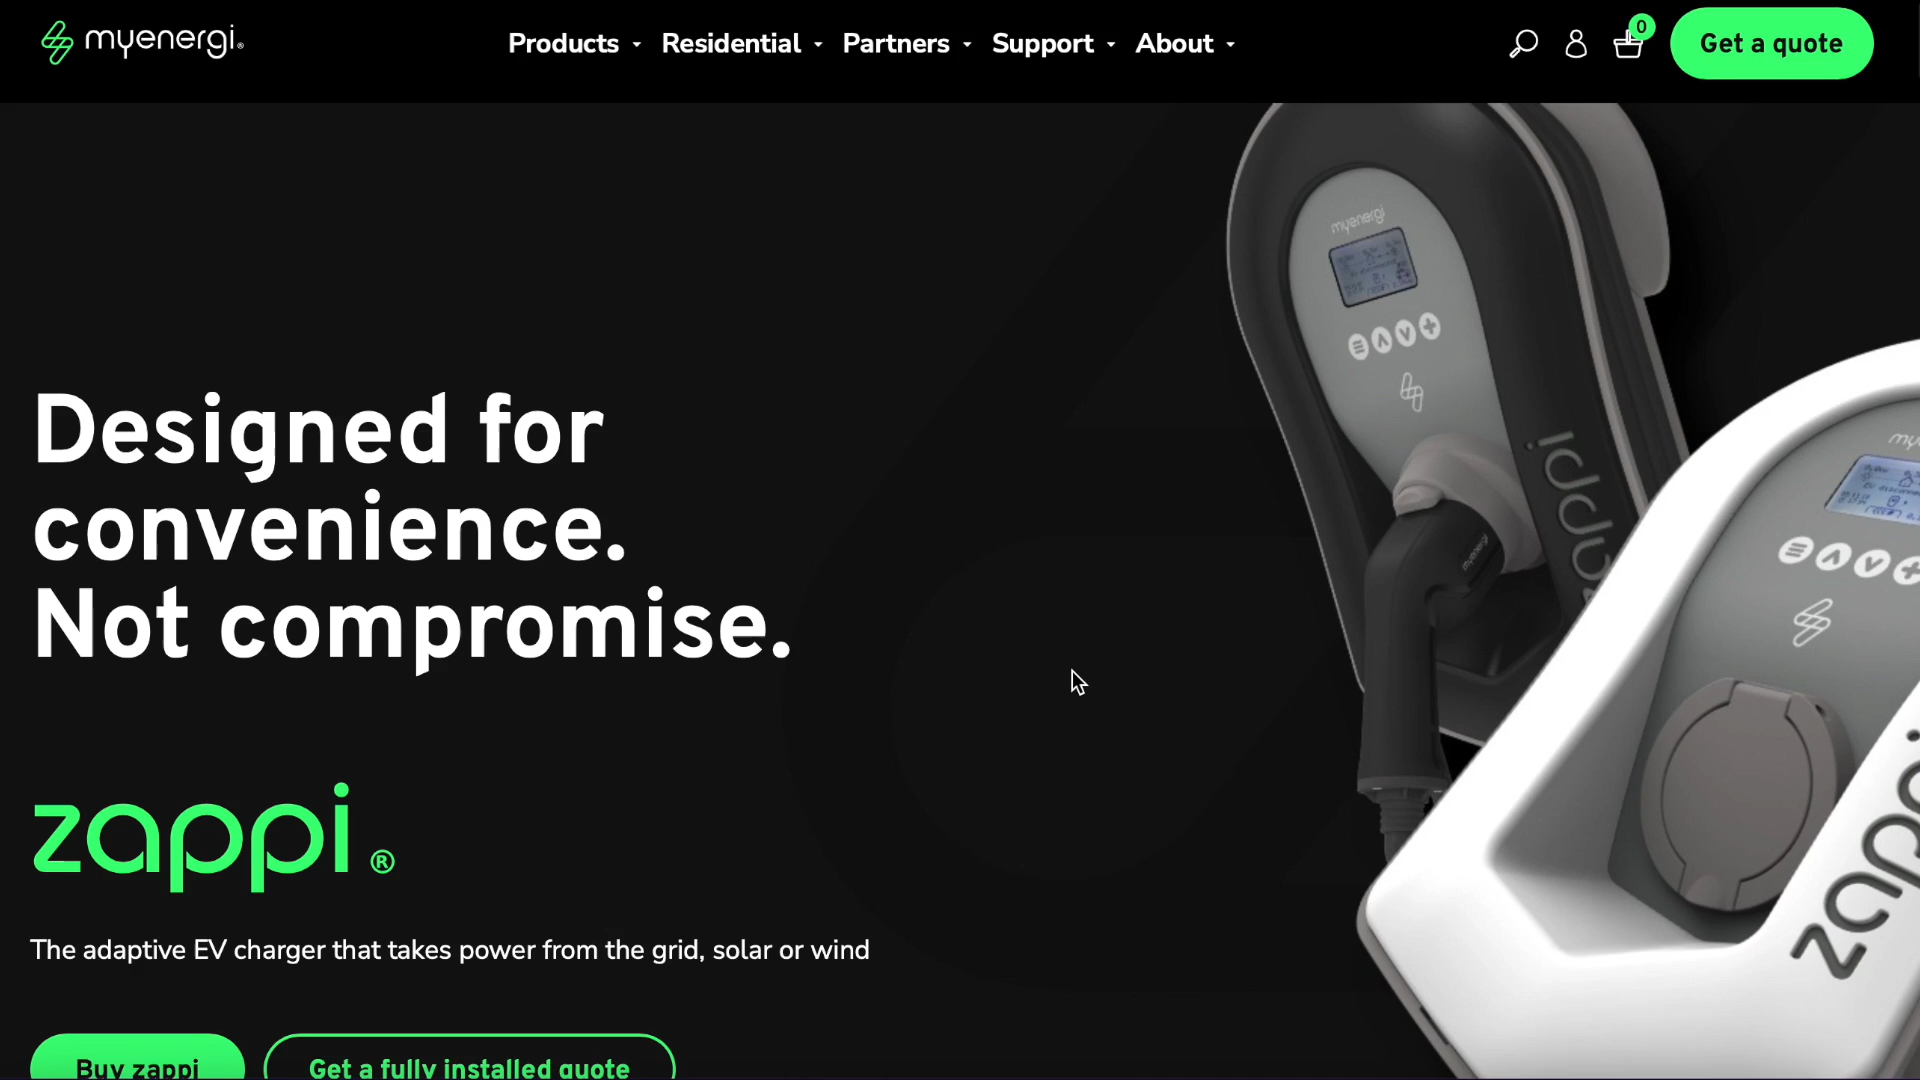 myenergi®
Products Residential Partners Support About
0
Get a quote
myenergi
zappi
myenergi
Designed for
convenience.
Not compromise.
zappi®
The adaptive EV charger that takes power from the grid, solar or wind
Buy zappi
Get a fully installed quote
zappi